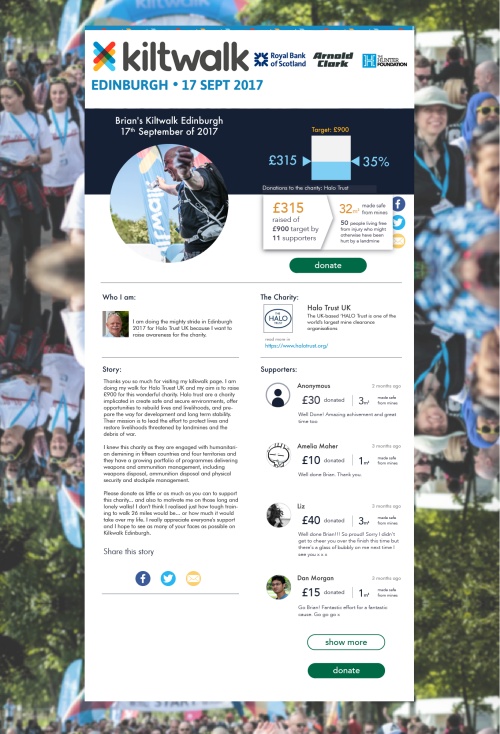 kiltwalk
Royal Bank
of Scotland
Arnold
Clark
THE
HUNTER
FOUNDATION
EDINBURGH • 17 SEPT 2017
Brian's Kiltwalk Edinburgh
17th September of 2017
Target: £900
£315
35%
Donations to the charity: Halo Trust
£315
raised of
£900 target by
11 supporters
32m² made safe
from mines
50 people living free
from injury who might
otherwise have been
hurt by a landmine
donate
Who I am:
I am doing the mighty stride in Edinburgh
2017 for Halo Trust UK because I want to
raise awareness for the charity.
The Charity:
THE
HALO
TRUST
Halo Trust UK
The UK-based 'HALO Trust is one of the
world's largest mine clearance
organisations
read more in
https://www.halotrust.org/
Story:
Thanks you so much for visiting my kiltwalk page. I am
doing my walk for Halo Trust UK and my aim is to raise
£900 for this wonderful charity. Halo trust are a charity
implicated in create safe and secure environments, offer
opportunities to rebuild lives and livelihoods, and pre-
pare the way for development and long term stability.
Their mission is to lead the effort to protect lives and
restore livelihoods threatened by landmines and the
debris of war.
I knew this charity as they are engaged with humanitari-
an demining in fifteen countries and four territories and
they have a growing portfolio of programmes delivering
weapons and ammunition management, including
weapons disposal, ammunition disposal and physical
security and stockpile management.
Please donate as little or as much as you can to support
this charity... and also to motivate me on those long and
lonely walks! I don't think I realised just how tough train-
ing to walk 26 miles would be... or how much it would
take over my life. I really appreciate everyone's support
and I hope to see as many of your faces as possible on
Kiltwalk Edinburgh.
Share this story
Supporters:
Anonymous
2 months ago
£30 donated
3m² made safe
from mines
Well Done! Amazing achievement and great
time too
Amelia Maher
2 months ago
£10 donated
1m² made safe
from mines
Well done Brian. Thank you.
Liz
2 months ago
£40 donated
3m² made safe
from mines
Well done Brian!!! So proud! Sorry I didn't
get to cheer you over the finish this time but
there's a glass of bubbly on me next time I
see you x x x
Dan Morgan
2 months ago
£15 donated
1m² made safe
from mines
Go Brian! Fantastic effort for a fantastic
cause. Go go go x
show more
donate